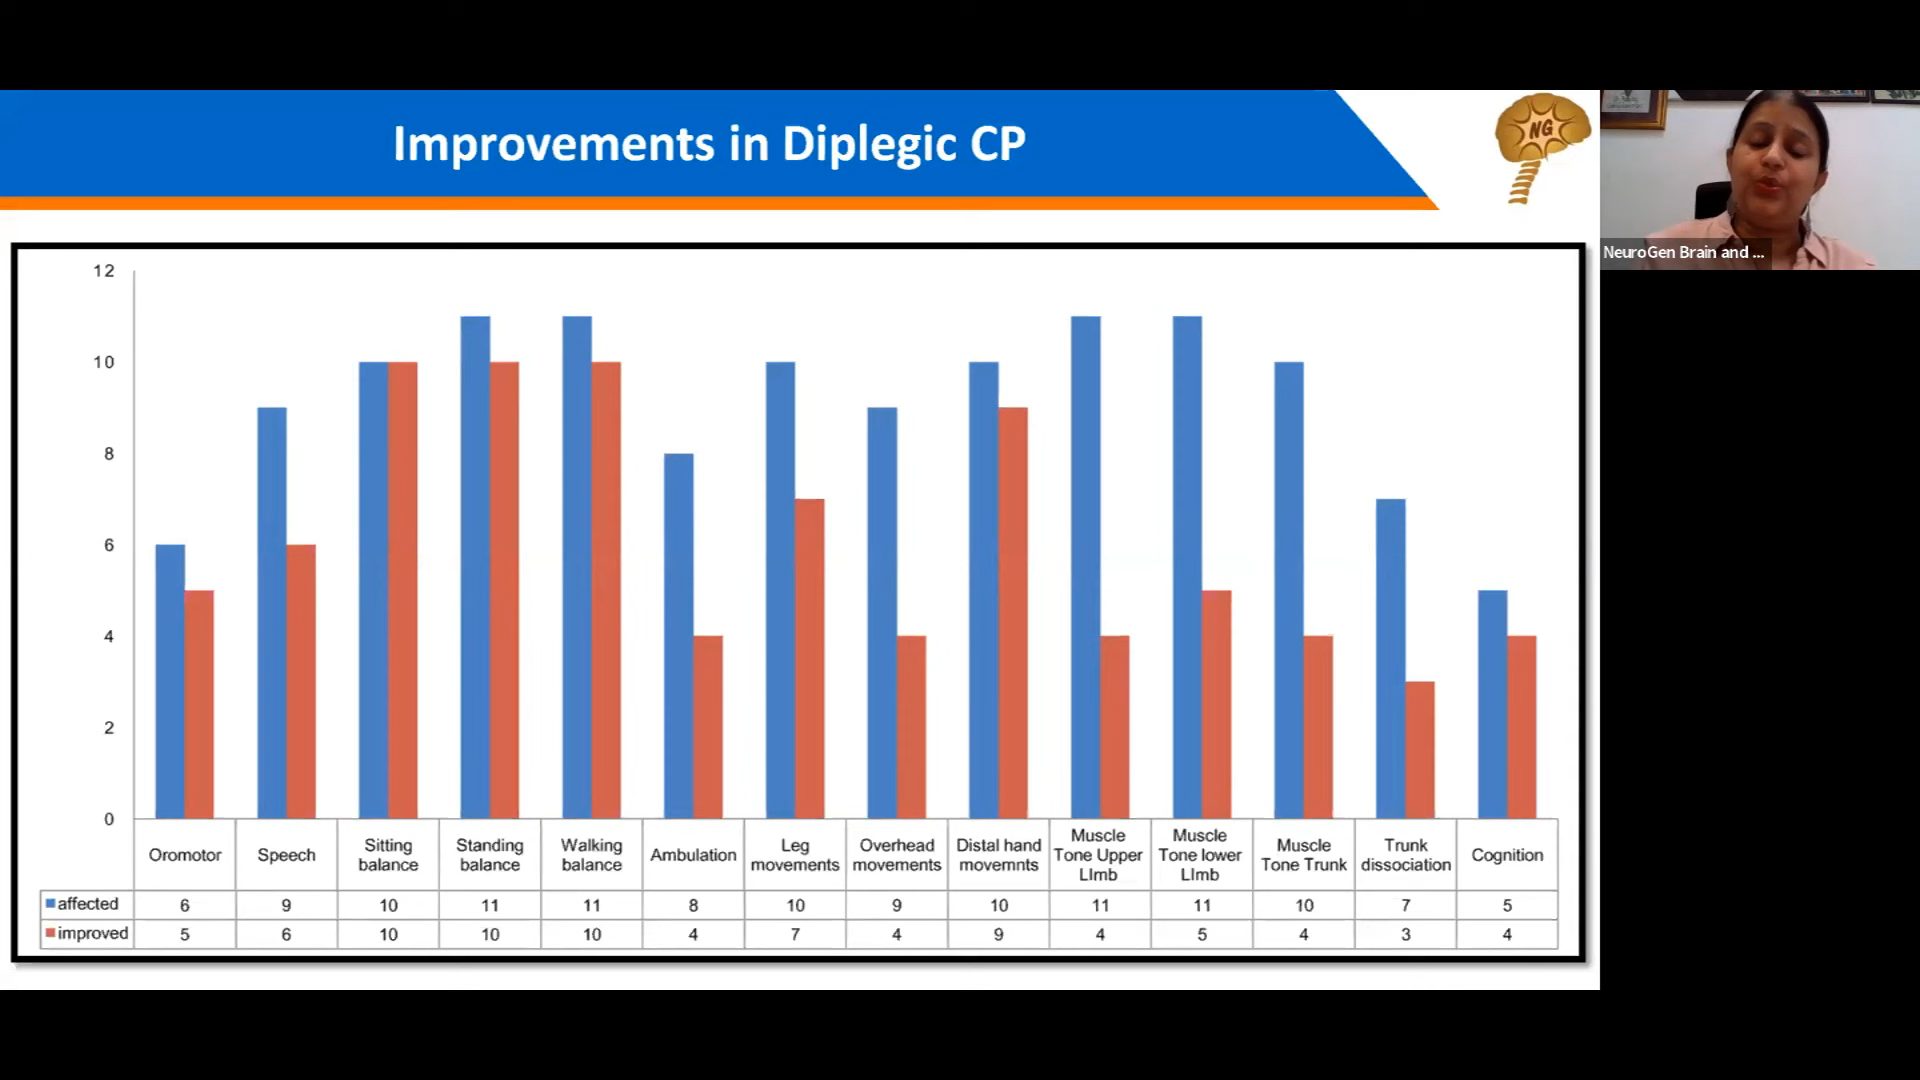 Improvements in Diplegic CP
NG
NeuroGen Brain and ...
12
10
8
6
4
2
0
Oromotor
Speech
Sitting
balance
Standing
balance
Walking
balance
Ambulation
Leg
movements
Overhead
movements
Distal hand
movemnts
Muscle
Tone Upper
LImb
Muscle
Tone lower
LImb
Muscle
Tone Trunk
Trunk
dissociation
Cognition
affected 6 9 10 11 11 8 10 9 10 11 11 10 7 5
improved 5 6 10 10 10 4 7 4 9 4 5 4 3 4